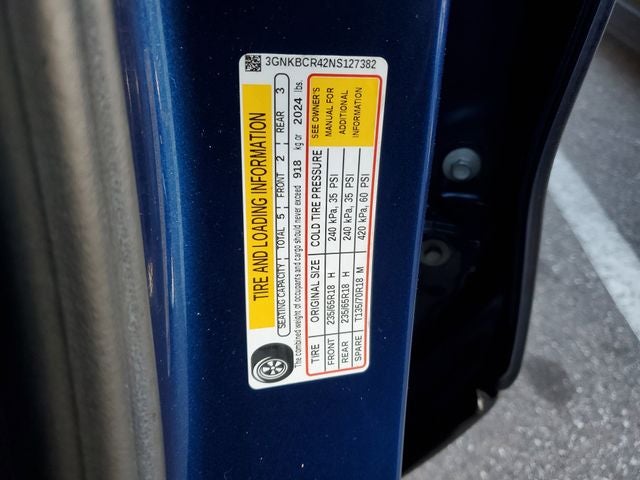 3GNKBCR42NS127382
TIRE AND LOADING INFORMATION
SEATING CAPACITY TOTAL 5 FRONT 2 REAR 3
The combined weight of occupants and cargo should never exceed 918 kg or 2024 lbs.
TIRE ORIGINAL SIZE COLD TIRE PRESSURE
FRONT 235/65R18 H 240 kPa, 35 PSI
REAR 235/65R18 H 240 kPa, 35 PSI
SPARE T135/70R18 M 420 kPa, 60 PSI
SEE OWNER'S
MANUAL FOR
ADDITIONAL
INFORMATION